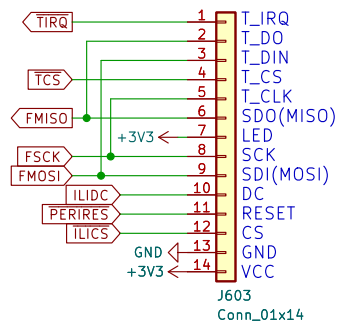 TIRQ 1 T_IRQ
2 T_DO
3 T_DIN
TCS 4 T_CS
5 T_CLK
FMISO 6 SDO(MISO)
+3V3 7 LED
FSCK 8 SCK
FMOSI 9 SDI(MOSI)
ILIDC 10 DC
PERIRES 11 RESET
ILICS 12 CS
GND 13 GND
+3V3 14 VCC
J603
Conn_01x14